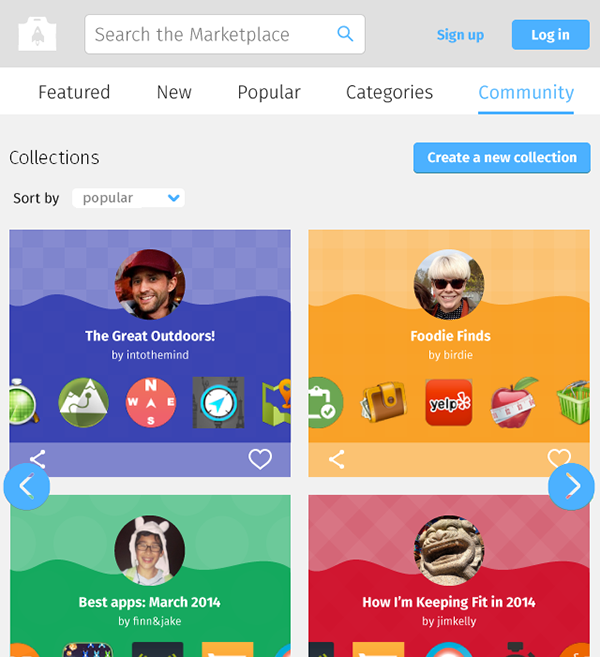 Search the Marketplace
Sign up
Log in
Featured
New
Popular
Categories
Community
Collections
Create a new collection
Sort by
popular
The Great Outdoors!
by intothemind
Foodie Finds
by birdie
N
W A E
S
yelp
Best apps: March 2014
by finn&jake
How I'm Keeping Fit in 2014
by jimkelly